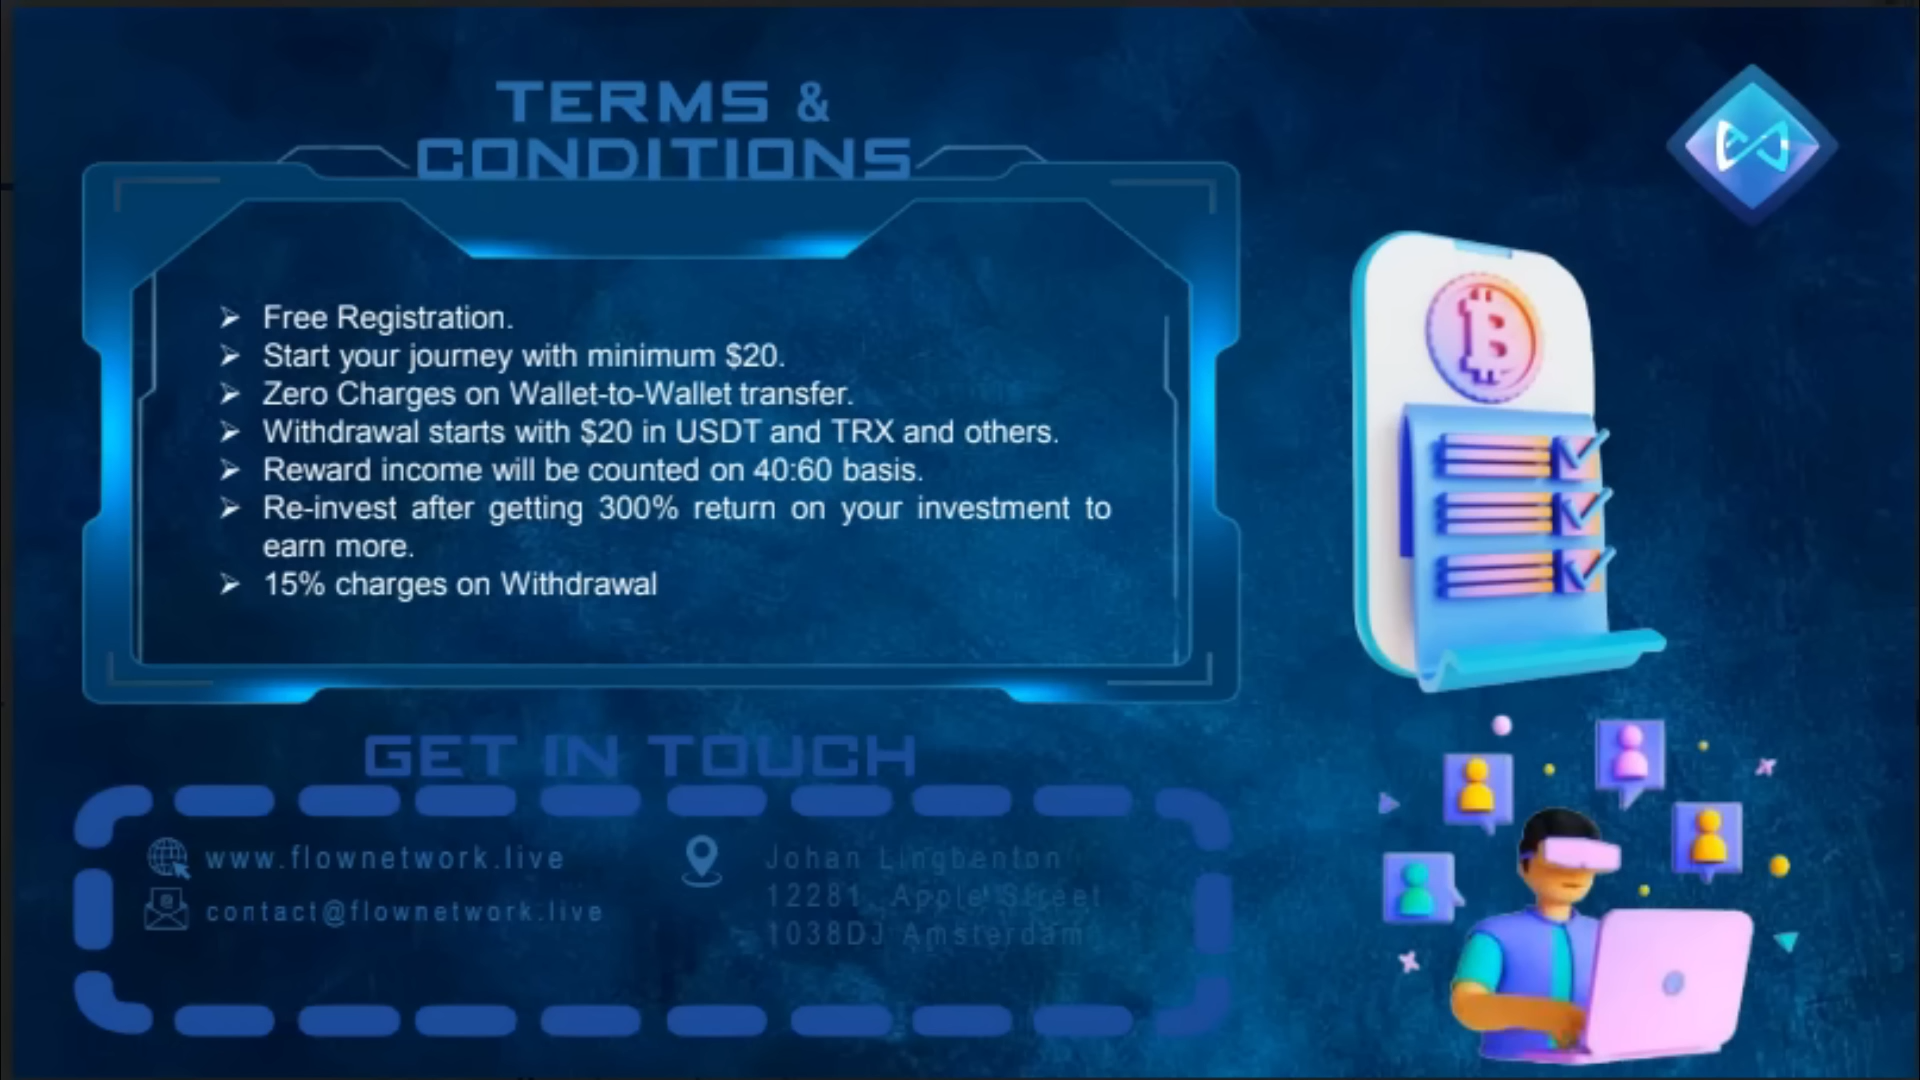 TERMS &
CONDITIONS
➢ Free Registration.
➢ Start your journey with minimum $20.
➢ Zero Charges on Wallet-to-Wallet transfer.
➢ Withdrawal starts with $20 in USDT and TRX and others.
➢ Reward income will be counted on 40:60 basis.
➢ Re-invest after getting 300% return on your investment to
earn more.
➢ 15% charges on Withdrawal
GET IN TOUCH
www.flownetwork.live
contact@flownetwork.live
Johan Lingbenton
12281, Apple Street
1038DJ Amsterdam